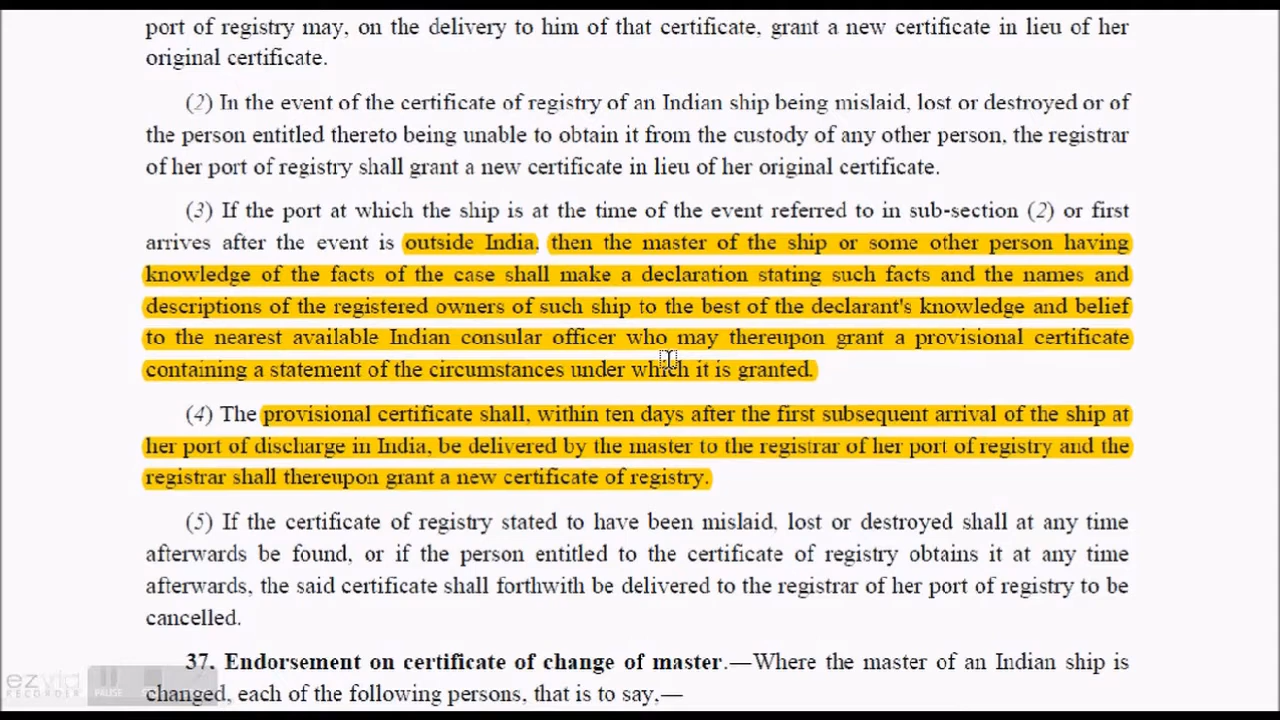 port of registry may, on the delivery to him of that certificate, grant a new certificate in lieu of her
original certificate.
(2) In the event of the certificate of registry of an Indian ship being mislaid, lost or destroyed or of
the person entitled thereto being unable to obtain it from the custody of any other person, the registrar
of her port of registry shall grant a new certificate in lieu of her original certificate.
(3) If the port at which the ship is at the time of the event referred to in sub-section (2) or first
arrives after the event is outside India, then the master of the ship or some other person having
knowledge of the facts of the case shall make a declaration stating such facts and the names and
descriptions of the registered owners of such ship to the best of the declarant's knowledge and belief
to the nearest available Indian consular officer who may thereupon grant a provisional certificate
containing a statement of the circumstances under which it is granted.
(4) The provisional certificate shall, within ten days after the first subsequent arrival of the ship at
her port of discharge in India, be delivered by the master to the registrar of her port of registry and the
registrar shall thereupon grant a new certificate of registry.
(5) If the certificate of registry stated to have been mislaid, lost or destroyed shall at any time
afterwards be found, or if the person entitled to the certificate of registry obtains it at any time
afterwards, the said certificate shall forthwith be delivered to the registrar of her port of registry to be
cancelled.
37. Endorsement on certificate of change of master.—Where the master of an Indian ship is
changed, each of the following persons, that is to say,—
ezvid
RECORDER
PAUSE